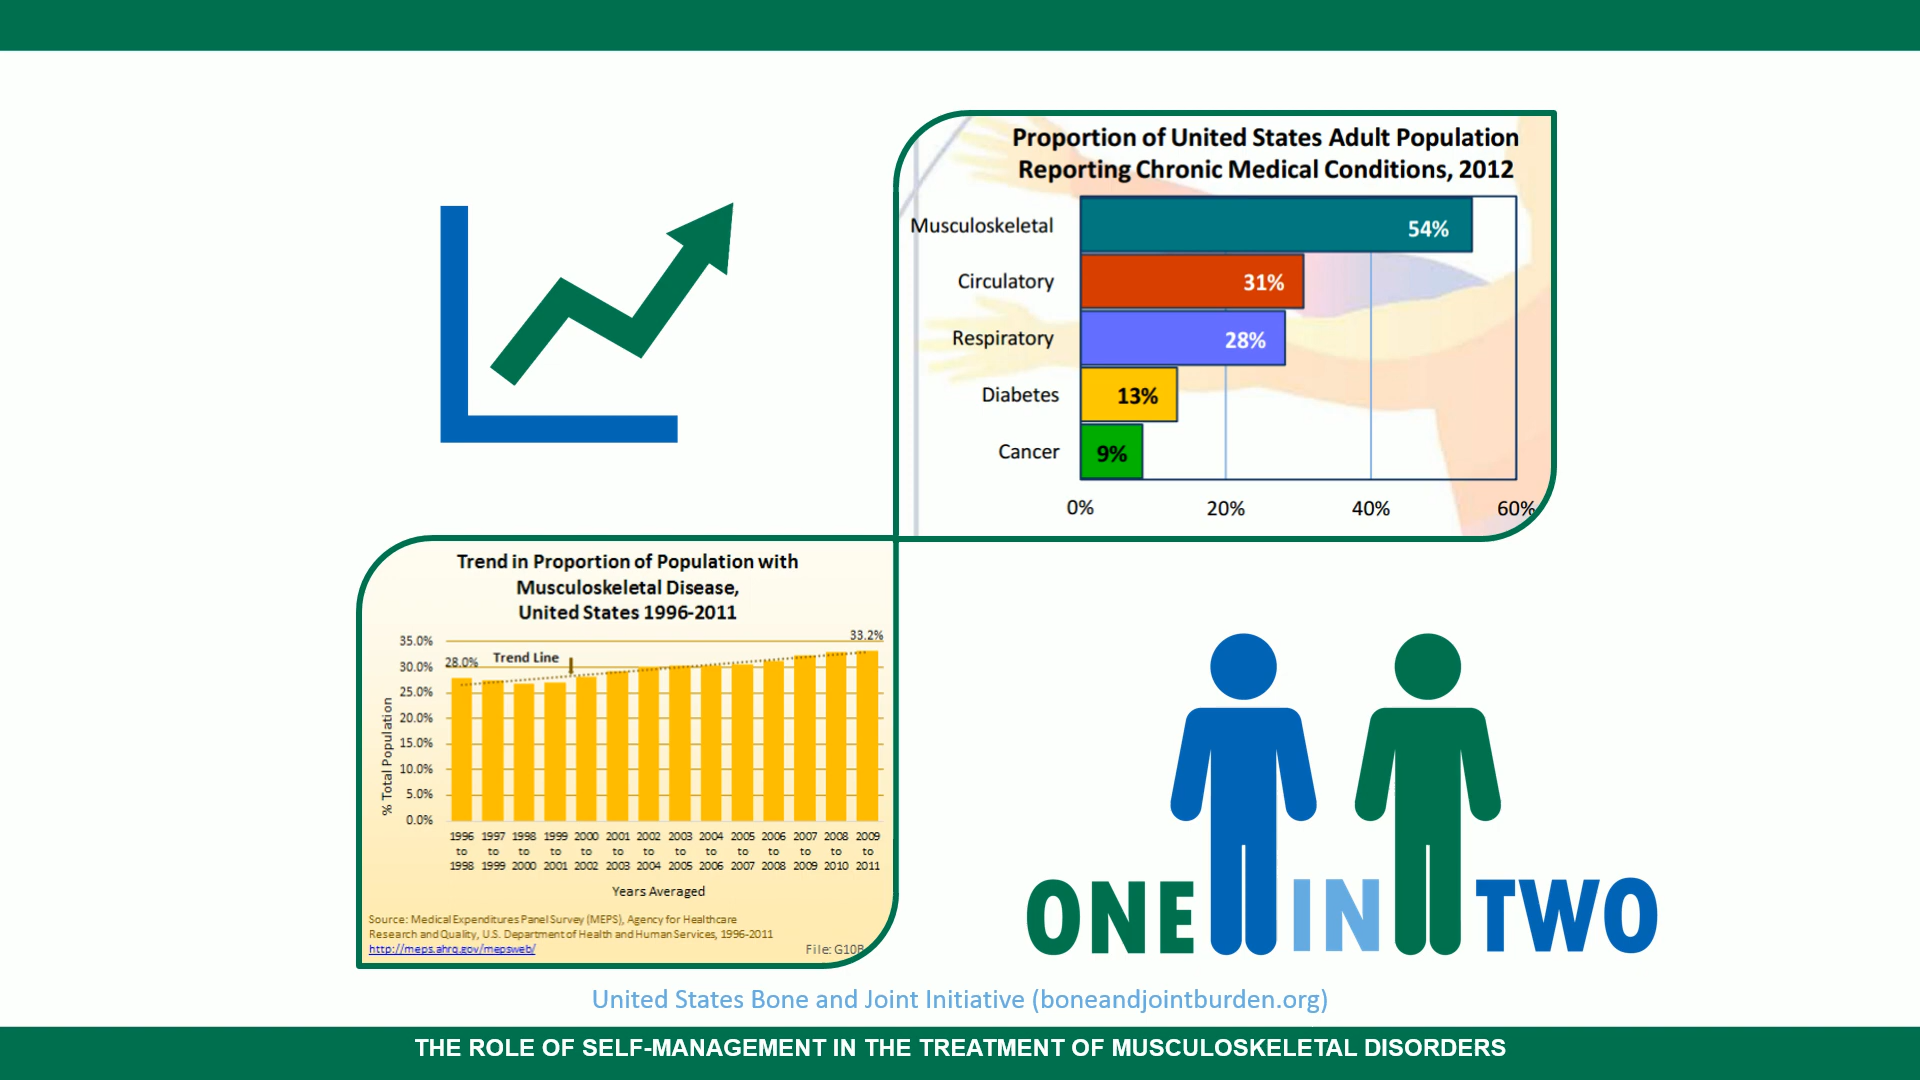 Proportion of United States Adult Population
Reporting Chronic Medical Conditions, 2012
Musculoskeletal
54%
Circulatory
31%
Respiratory
28%
Diabetes
13%
Cancer
9%
0% 20% 40% 60%
Trend in Proportion of Population with
Musculoskeletal Disease,
United States 1996-2011
% Total Population
35.0%
30.0%
25.0%
20.0%
15.0%
10.0%
5.0%
0.0%
28.0%
Trend Line
33.2%
1996 1997 1998 1999 2000 2001 2002 2003 2004 2005 2006 2007 2008 2009
to to to to to to to to to to to to to to
1998 1999 2000 2001 2002 2003 2004 2005 2006 2007 2008 2009 2010 2011
Years Averaged
Source: Medical Expenditures Panel Survey (MEPS), Agency for Healthcare
Research and Quality, U.S. Department of Health and Human Services, 1996-2011
http://meps.ahrq.gov/mepsweb/
File:
ONE IN TWO
United States Bone and Joint Initiative (boneandjointburden.org)
THE ROLE OF SELF-MANAGEMENT IN THE TREATMENT OF MUSCULOSKELETAL DISORDERS